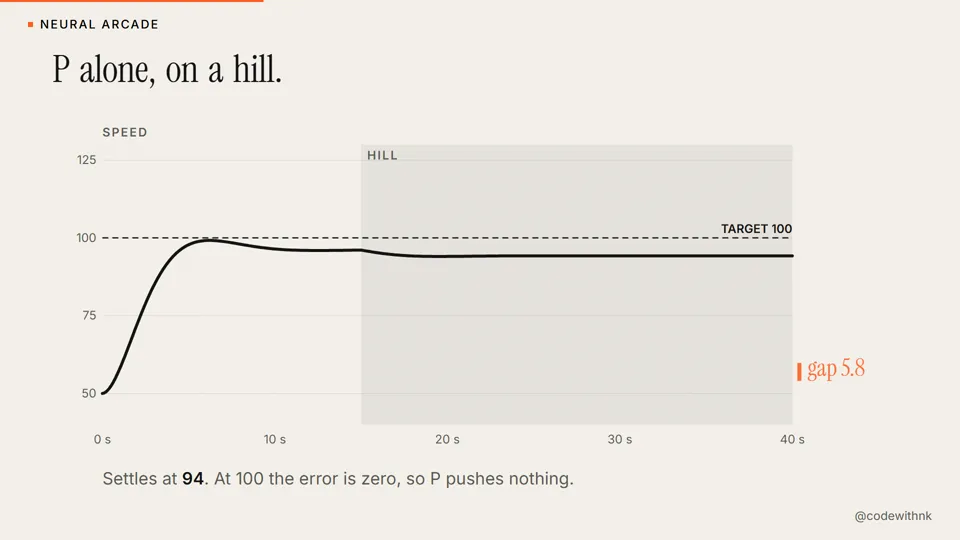 NEURAL ARCADE
P alone, on a hill.
SPEED
125
HILL
TARGET 100
100
75
gap 5.8
50
0 s
10 s
20 s
30 s
40 s
Settles at 94. At 100 the error is zero, so P pushes nothing.
@codewithnk